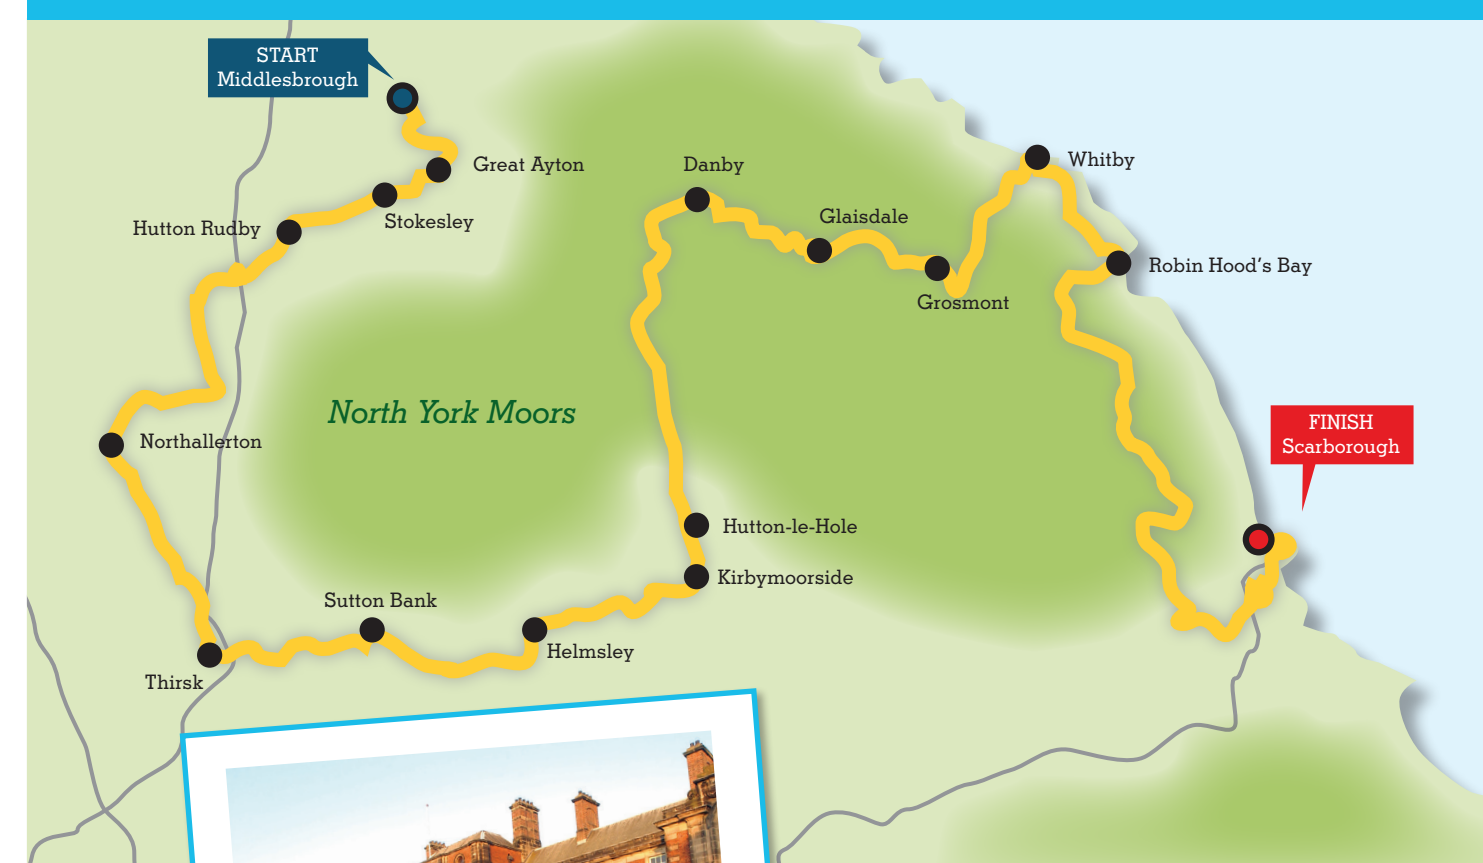 START
Middlesbrough
Great Ayton
Stokesley
Hutton Rudby
Northallerton
Thirsk
Sutton Bank
Helmsley
Kirbymoorside
Hutton-le-Hole
North York Moors
Danby
Glaisdale
Grosmont
Whitby
Robin Hood's Bay
FINISH
Scarborough